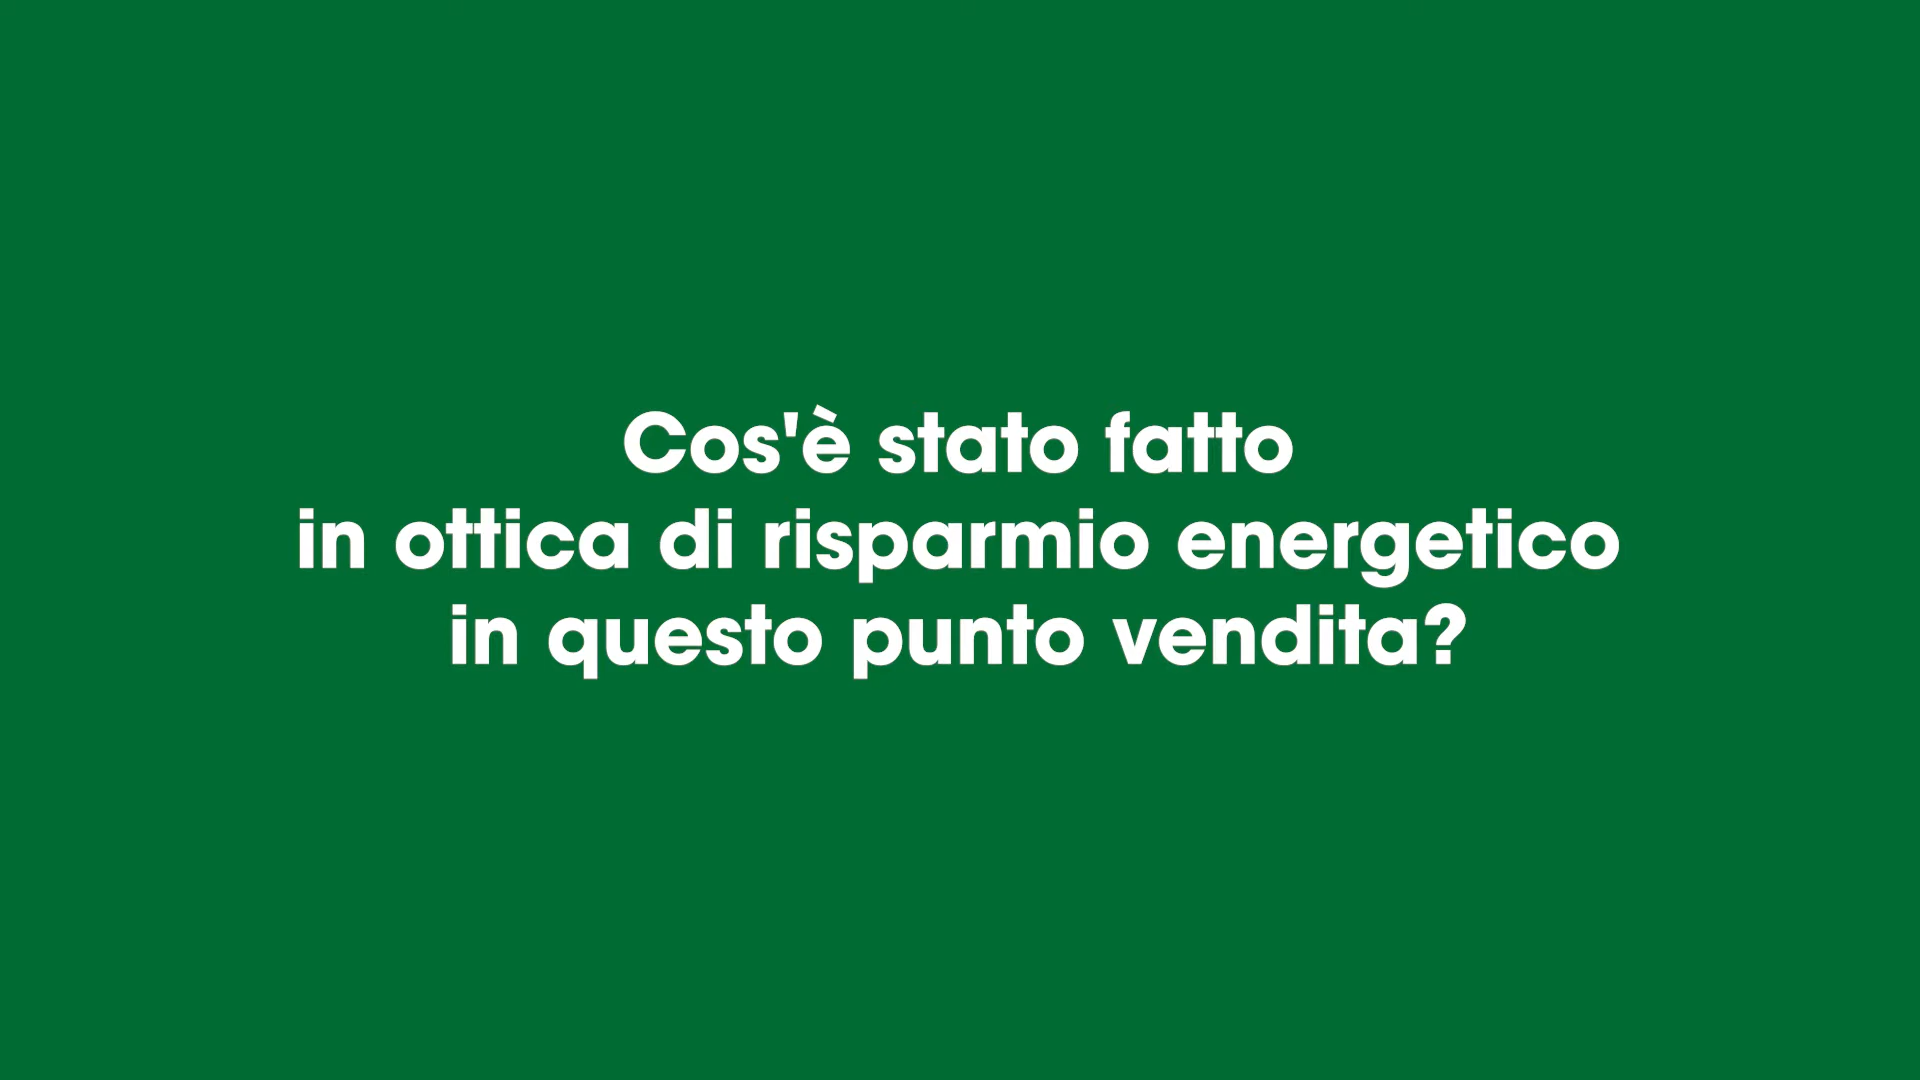 Cos'è stato fatto
in ottica di risparmio energetico
in questo punto vendita?